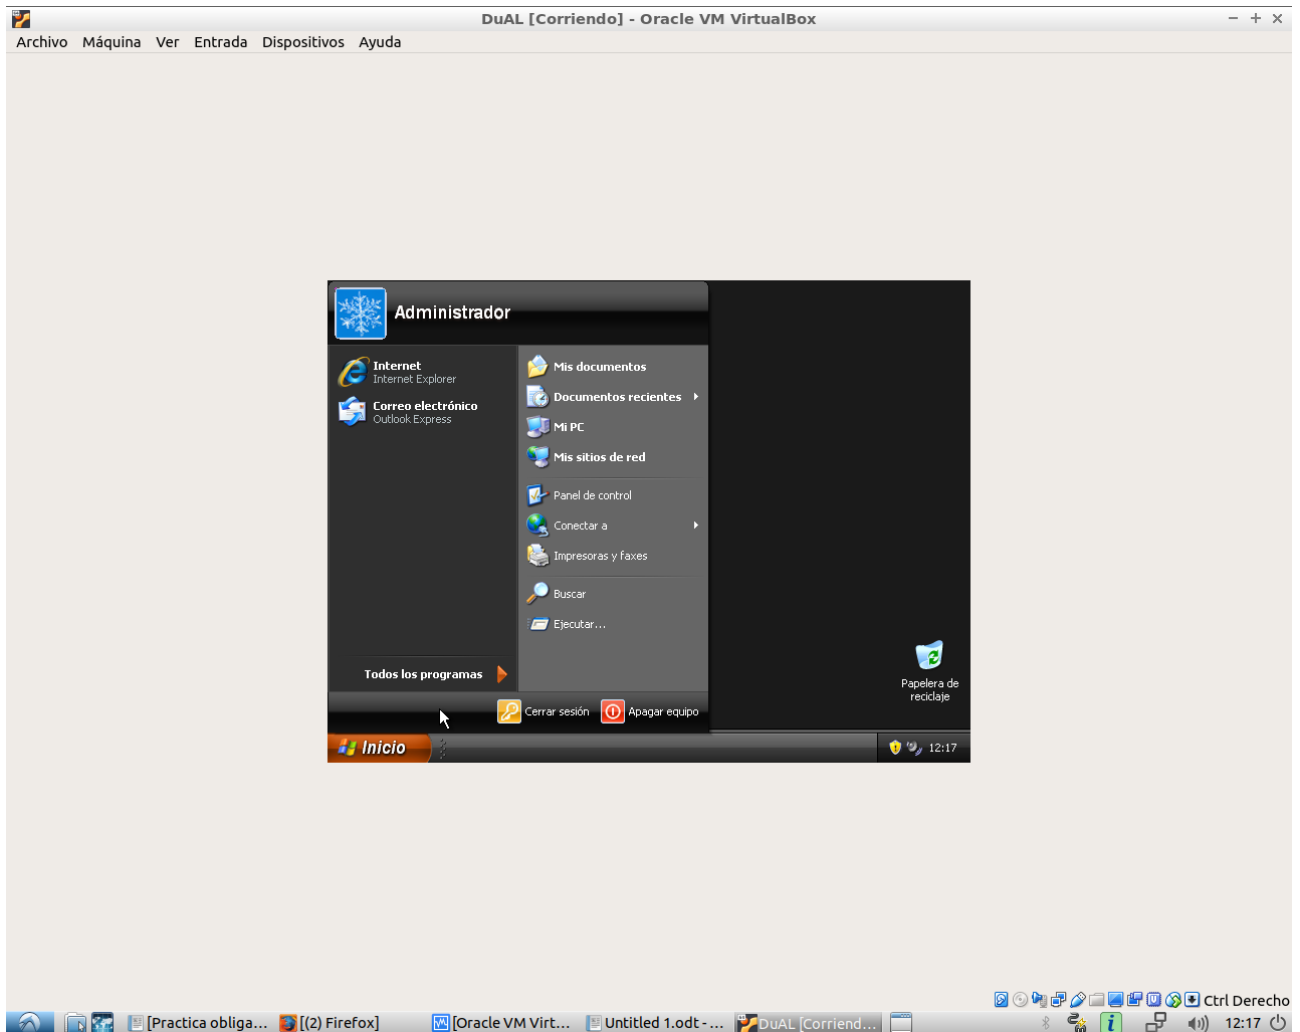 DuAL [Corriendo] - Oracle VM VirtualBox
Archivo Máquina Ver Entrada Dispositivos Ayuda
Administrador
Internet
Internet Explorer
Correo electrónico
Outlook Express
Todos los programas
Mis documentos
Documentos recientes
Mi PC
Mis sitios de red
Panel de control
Conectar a
Impresoras y faxes
Buscar
Ejecutar...
Cerrar sesión Apagar equipo
Papelera de
reciclaje
Inicio 12:17
Ctrl Derecho
[Practica obliga... [(2) Firefox] [Oracle VM Virt... Untitled 1.odt - ... DuAL [Corriend... 12:17